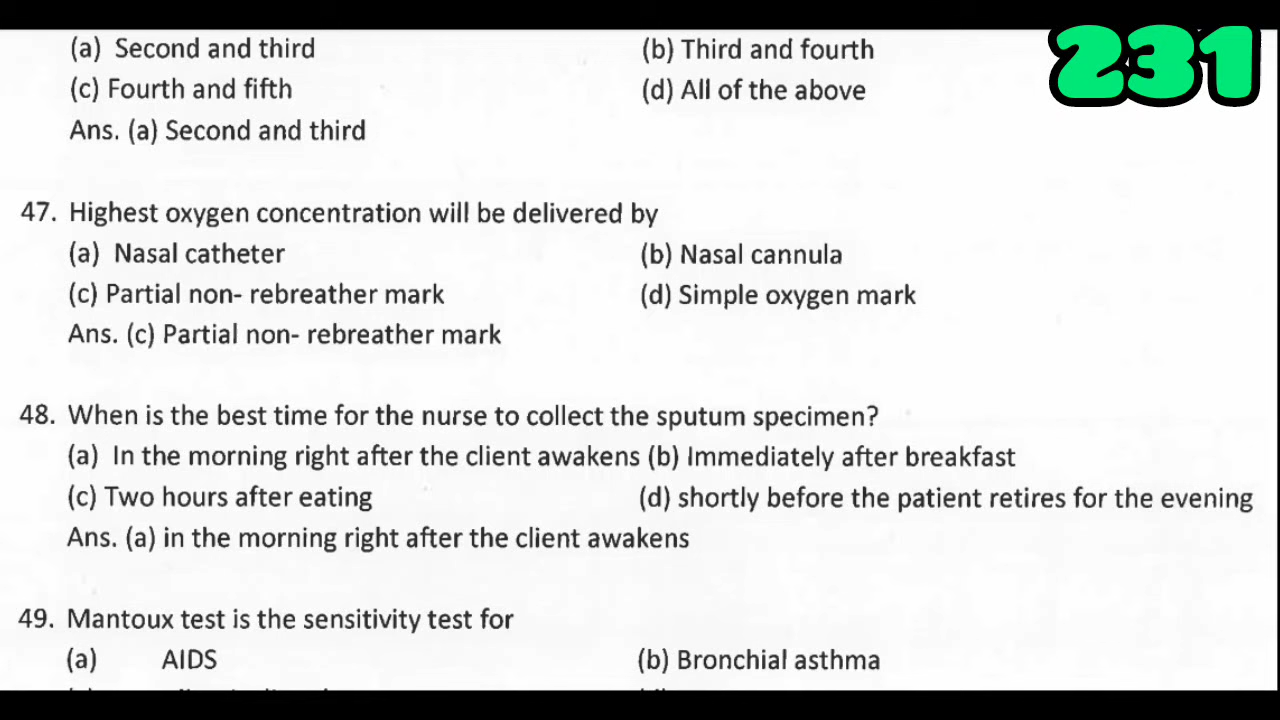 (a) Second and third (b) Third and fourth
231
(c) Fourth and fifth (d) All of the above
Ans. (a) Second and third
47. Highest oxygen concentration will be delivered by
(a) Nasal catheter (b) Nasal cannula
(c) Partial non- rebreather mark (d) Simple oxygen mark
Ans. (c) Partial non- rebreather mark
48. When is the best time for the nurse to collect the sputum specimen?
(a) In the morning right after the client awakens (b) Immediately after breakfast
(c) Two hours after eating (d) shortly before the patient retires for the evening
Ans. (a) in the morning right after the client awakens
49. Mantoux test is the sensitivity test for
(a) AIDS (b) Bronchial asthma